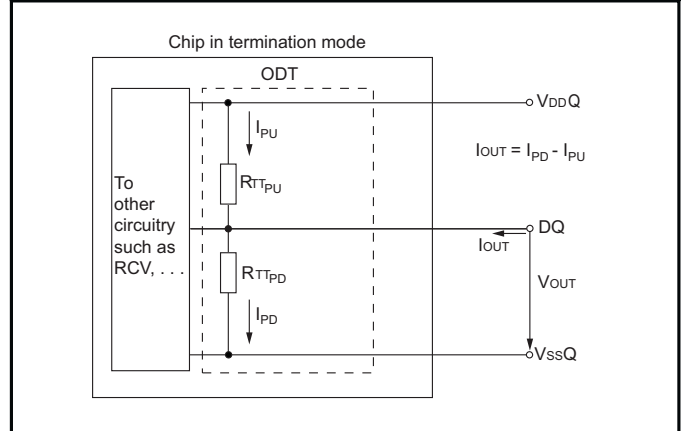 Chip in termination mode
ODT
VDDQ
IPU
IOUT = IPD - IPU
RTTPU
To
other
circuitry
such as
RCV, . . .
DQ
IOUT
RTTPD
VOUT
IPD
VSSQ